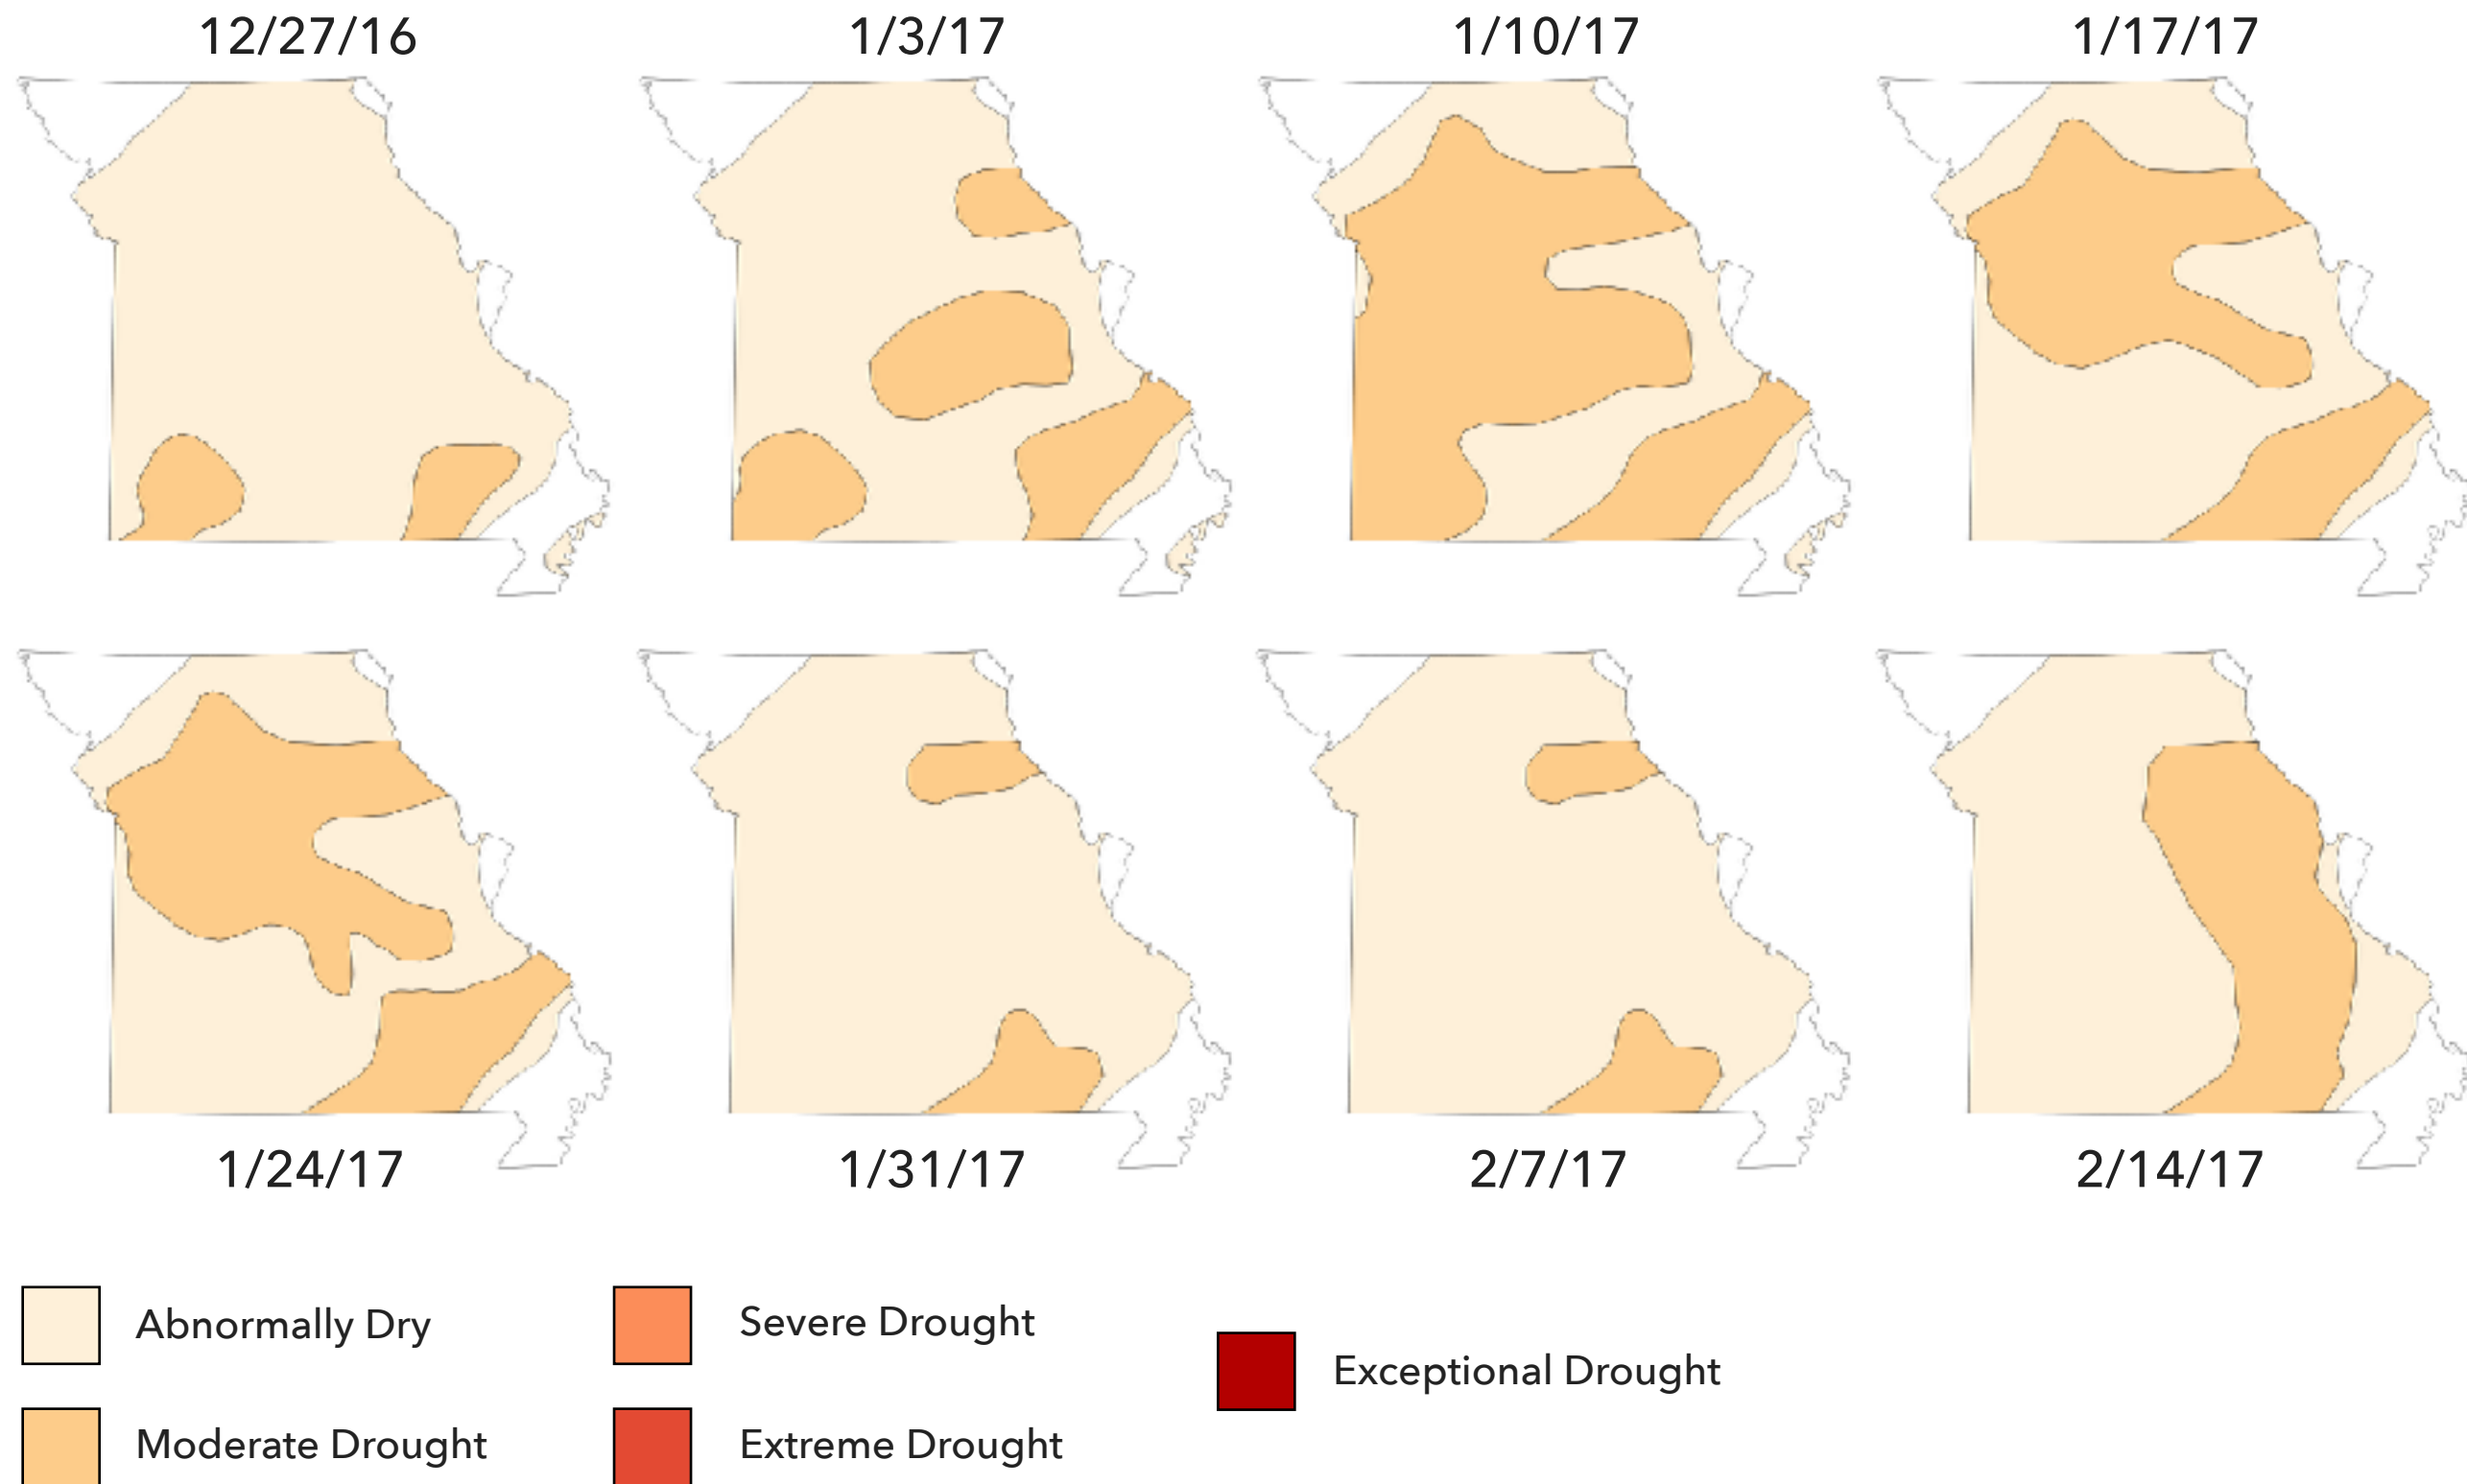 12/27/16
1/3/17
1/10/17
1/17/17
1/24/17
1/31/17
2/7/17
2/14/17
Abnormally Dry
Severe Drought
Exceptional Drought
Moderate Drought
Extreme Drought